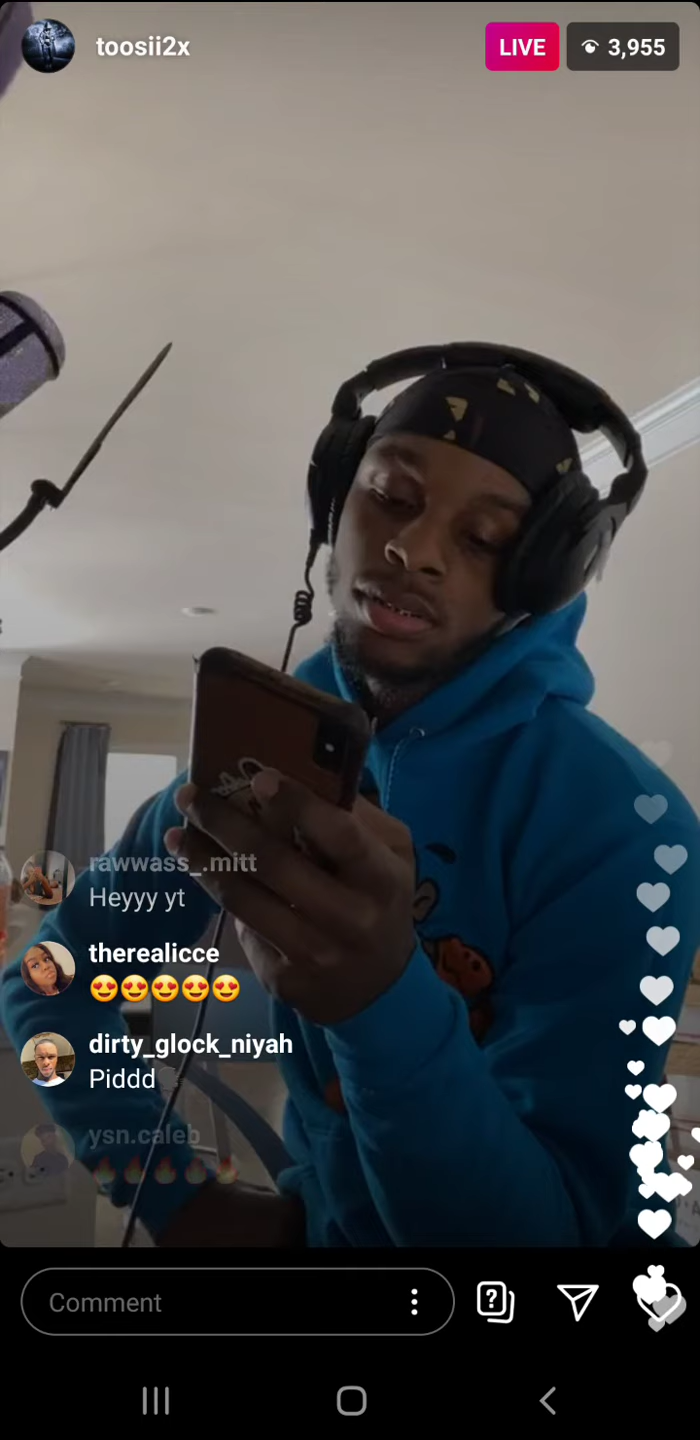 toosii2x
LIVE
3,955
rawwass_.mitt
Heyyy yt
therealicce
😍😍😍😍😍
dirty_glock_niyah
Piddd
ysn.caleb
🔥🔥🔥🔥🔥
Comment